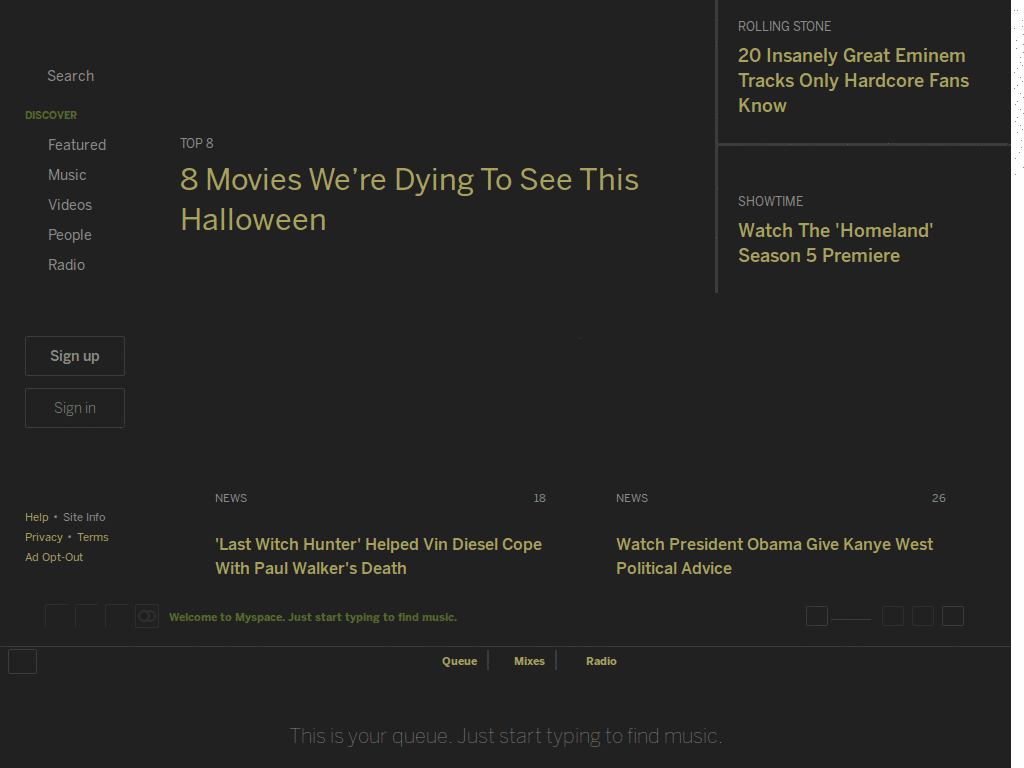 Search
DISCOVER
Featured
Music
Videos
People
Radio
Sign up
Sign in
Help • Site Info
Privacy • Terms
Ad Opt-Out
TOP 8
8 Movies We're Dying To See This
Halloween
ROLLING STONE
20 Insanely Great Eminem
Tracks Only Hardcore Fans
Know
SHOWTIME
Watch The 'Homeland'
Season 5 Premiere
NEWS 18
'Last Witch Hunter' Helped Vin Diesel Cope
With Paul Walker's Death
NEWS 26
Watch President Obama Give Kanye West
Political Advice
Welcome to Myspace. Just start typing to find music.
Queue Mixes Radio
This is your queue. Just start typing to find music.